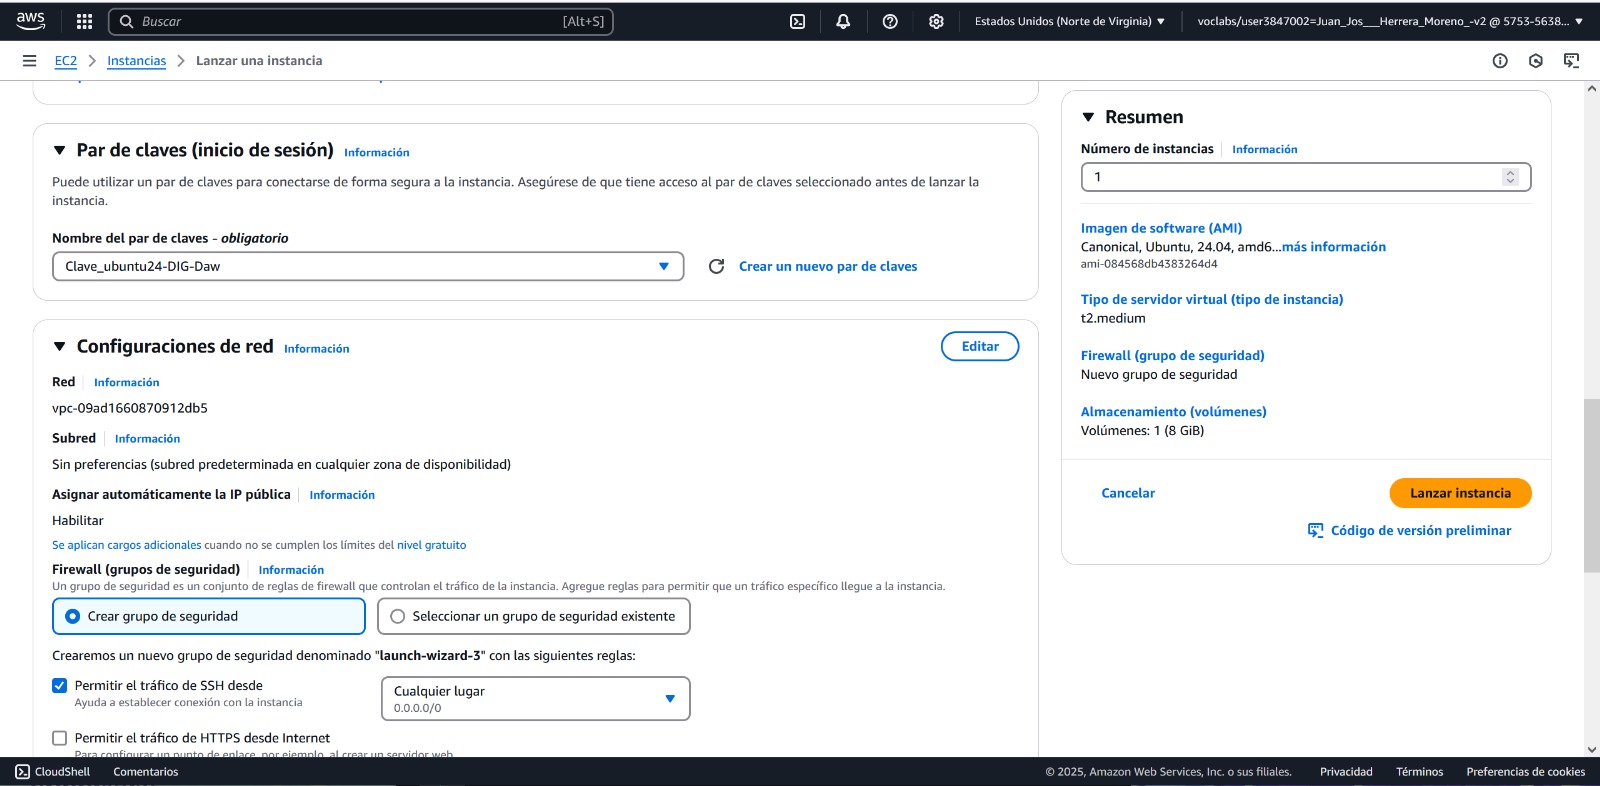 aws
Buscar
[Alt+S]
Estados Unidos (Norte de Virginia)
voclabs/user3847002=Juan_Jos___Herrera_Moreno_-v2 @ 5753-5638...
EC2
Instancias
Lanzar una instancia
Par de claves (inicio de sesión)
Información
Puede utilizar un par de claves para conectarse de forma segura a la instancia. Asegúrese de que tiene acceso al par de claves seleccionado antes de lanzar la
instancia.
Nombre del par de claves - obligatorio
Clave_ubuntu24-DIG-Daw
Crear un nuevo par de claves
Configuraciones de red
Información
Editar
Red
Información
vpc-09ad1660870912db5
Subred
Información
Sin preferencias (subred predeterminada en cualquier zona de disponibilidad)
Asignar automáticamente la IP pública
Información
Habilitar
Se aplican cargos adicionales cuando no se cumplen los límites del nivel gratuito
Firewall (grupos de seguridad)
Información
Un grupo de seguridad es un conjunto de reglas de firewall que controlan el tráfico de la instancia. Agregue reglas para permitir que un tráfico específico llegue a la instancia.
Crear grupo de seguridad
Seleccionar un grupo de seguridad existente
Crearemos un nuevo grupo de seguridad denominado "launch-wizard-3" con las siguientes reglas:
Permitir el tráfico de SSH desde
Ayuda a establecer conexión con la instancia
Cualquier lugar
0.0.0.0/0
Permitir el tráfico de HTTPS desde Internet
Para configurar un punto de enlace, por ejemplo, al crear un servidor web
Resumen
Número de instancias
Información
1
Imagen de software (AMI)
Canonical, Ubuntu, 24.04, amd6...más información
ami-084568db4383264d4
Tipo de servidor virtual (tipo de instancia)
t2.medium
Firewall (grupo de seguridad)
Nuevo grupo de seguridad
Almacenamiento (volúmenes)
Volúmenes: 1 (8 GiB)
Cancelar
Lanzar instancia
Código de versión preliminar
CloudShell
Comentarios
© 2025, Amazon Web Services, Inc. o sus filiales.
Privacidad
Términos
Preferencias de cookies